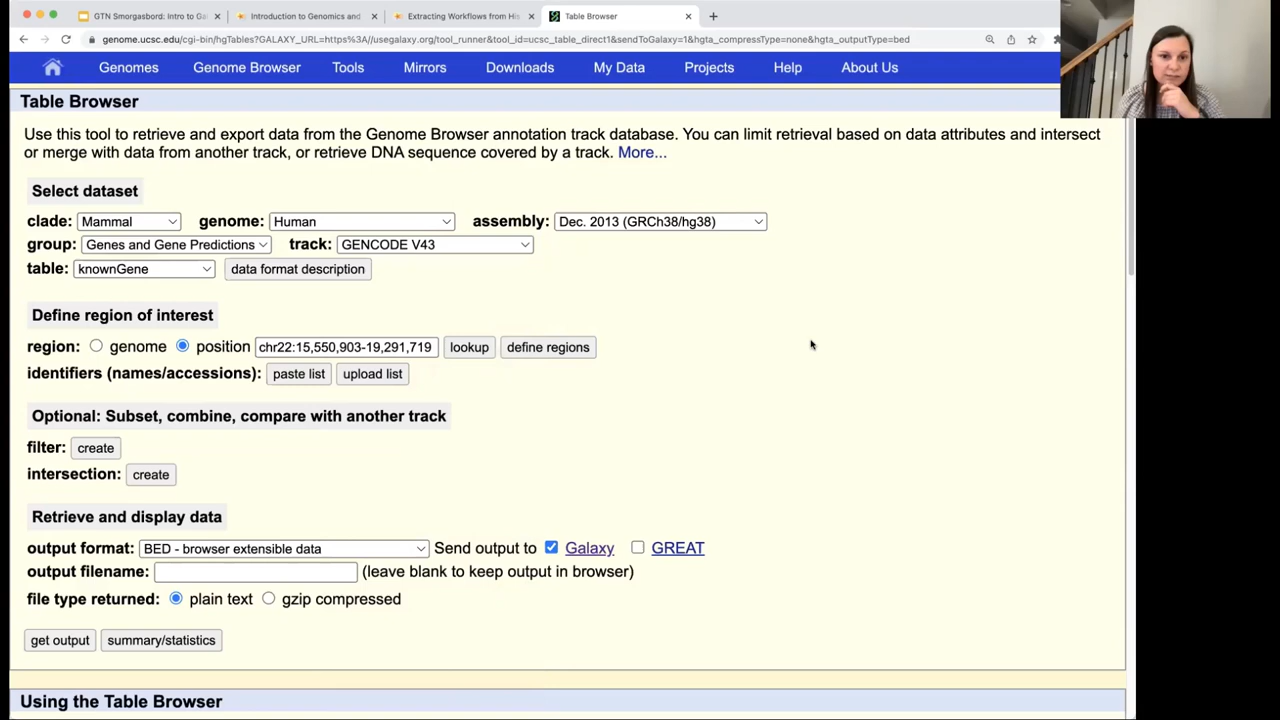 GTN Smorgasbord: Intro to Ga
Introduction to Genomics and
Extracting Workflows from His
Table Browser
genome.ucsc.edu/cgi-bin/hgTables?GALAXY_URL=https%3A//usegalaxy.org/tool_runner&tool_id=ucsc_table_direct1&sendToGalaxy=1&hgta_compressType=none&hgta_outputType=bed
Genomes Genome Browser Tools Mirrors Downloads My Data Projects Help About Us
Table Browser
Use this tool to retrieve and export data from the Genome Browser annotation track database. You can limit retrieval based on data attributes and intersect
or merge with data from another track, or retrieve DNA sequence covered by a track. More...
Select dataset
clade: Mammal genome: Human assembly: Dec. 2013 (GRCh38/hg38)
group: Genes and Gene Predictions track: GENCODE V43
table: knownGene data format description
Define region of interest
region: genome position chr22:15,550,903-19,291,719 lookup define regions
identifiers (names/accessions): paste list upload list
Optional: Subset, combine, compare with another track
filter: create
intersection: create
Retrieve and display data
output format: BED - browser extensible data Send output to Galaxy GREAT
output filename: (leave blank to keep output in browser)
file type returned: plain text gzip compressed
get output summary/statistics
Using the Table Browser